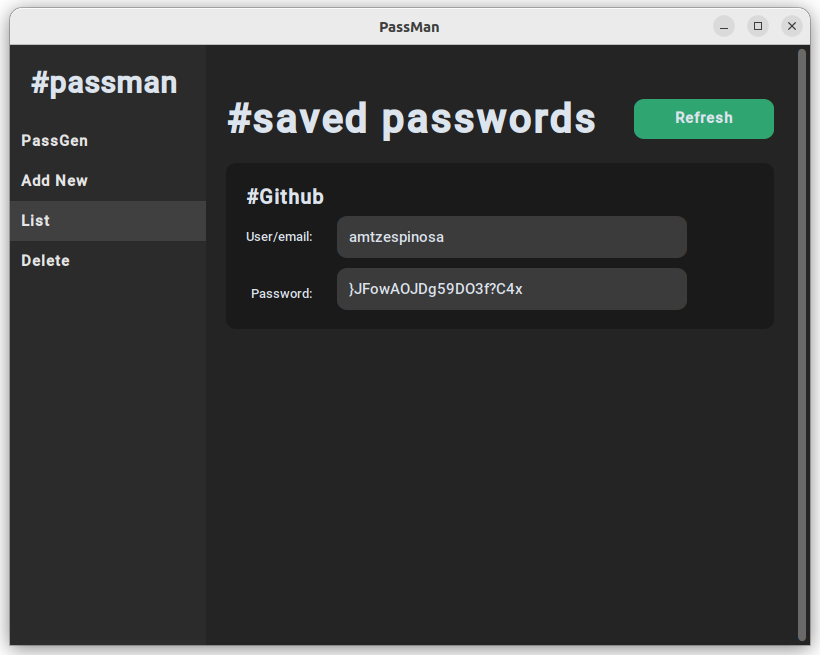 PassMan
#passman
PassGen
Add New
List
Delete
#saved passwords
Refresh
#Github
User/email:
amtzespinosa
Password:
}JFowAOJDg59DO3f?C4x